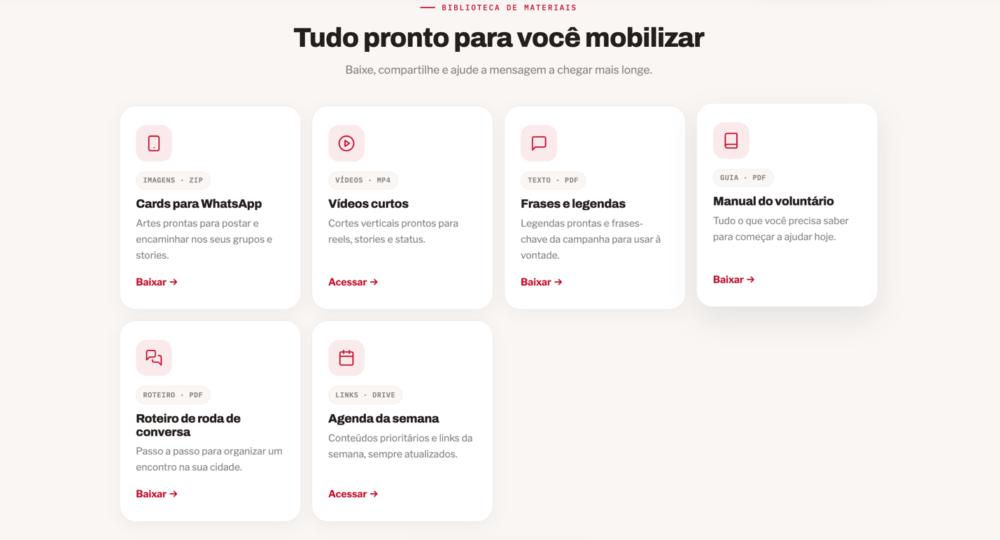 BIBLIOTECA DE MATERIAIS
Tudo pronto para você mobilizar
Baixe, compartilhe e ajude a mensagem a chegar mais longe.
IMAGENS · ZIP
Cards para WhatsApp
Artes prontas para postar e
encaminhar nos seus grupos e
stories.
Baixar →
VÍDEOS · MP4
Vídeos curtos
Cortes verticais prontos para
reels, stories e status.
Acessar →
TEXTO · PDF
Frases e legendas
Legendas prontas e frases-
chave da campanha para usar à
vontade.
Baixar →
GUIA · PDF
Manual do voluntário
Tudo o que você precisa saber
para começar a ajudar hoje.
Baixar →
ROTEIRO · PDF
Roteiro de roda de
conversa
Passo a passo para organizar um
encontro na sua cidade.
Baixar →
LINKS · DRIVE
Agenda da semana
Conteúdos prioritários e links da
semana, sempre atualizados.
Acessar →